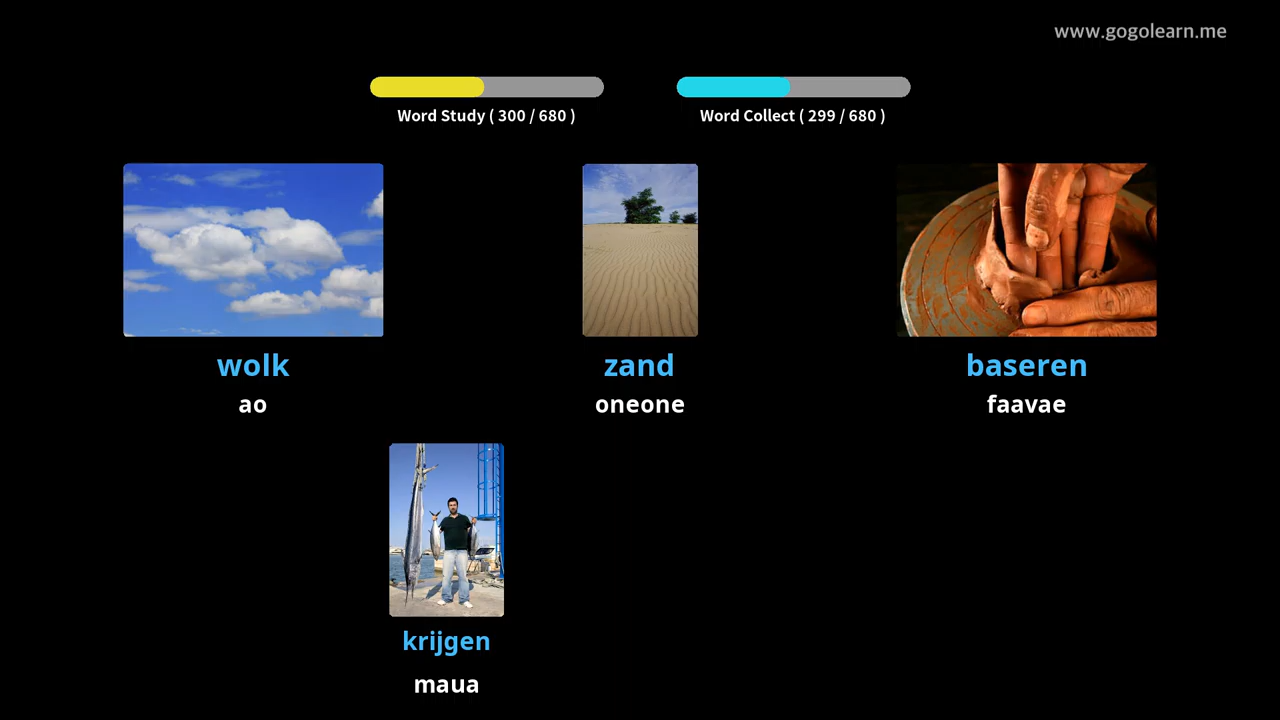 www.gogolearn.me
Word Study ( 300 / 680 )
Word Collect ( 299 / 680 )
wolk
ao
zand
oneone
baseren
faavae
krijgen
maua